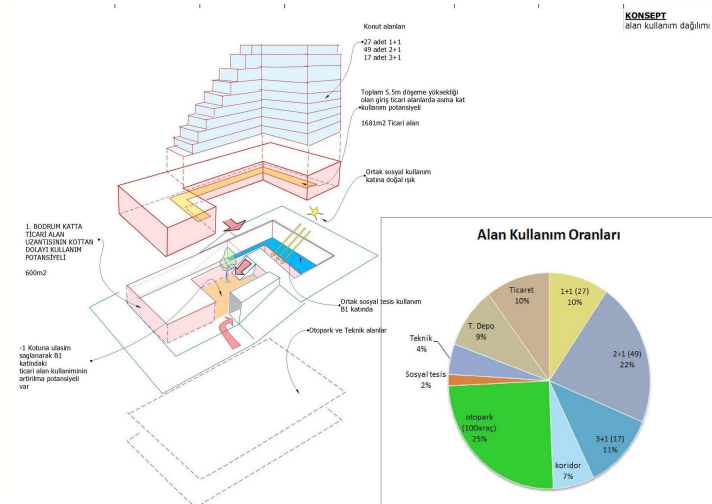 KONSEPT
alan kullanım dağılımı
Konut alanları
27 adet 1+1
49 adet 2+1
17 adet 3+1
Toplam 5.5m döşeme yüksekliği
olan giriş ticari alanlarda asma kat
kullanım potansiyeli
1681m2 Ticari alan
Ortak sosyal kullanım
katına doğal ışık
1. BODRUM KATTA
TİCARİ ALAN
UZANTISININ KOTTAN
DOLAYI KULLANIM
POTANSİYELİ
600m2
Ortak sosyal tesis kullanım
B1 katında
Otopark ve Teknik alanlar
-1 Kotuna ulasim
saglanarak B1
katindaki
ticari alan kullaniminin
artirilma potansiyeli
var
Alan Kullanım Oranları
Ticaret
10%
1+1 (27)
10%
T. Depo
9%
2+1 (49)
22%
Teknik
4%
Sosyal tesis
2%
otopark
(100araç)
25%
3+1 (17)
11%
koridor
7%